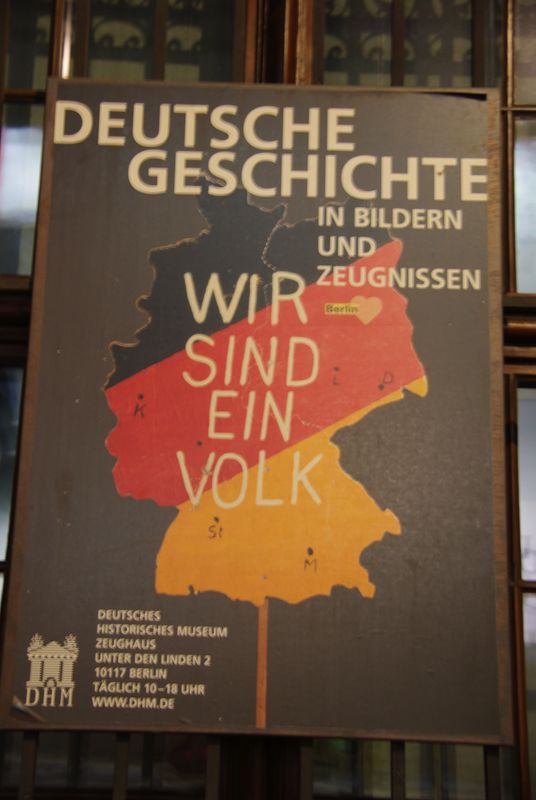 DEUTSCHE
GESCHICHTE
IN BILDERN
UND
ZEUGNISSEN
WIR
Berlin
SIND
L D
EIN
K
VOLK
St
M
DEUTSCHES
HISTORISCHES MUSEUM
ZEUGHAUS
UNTER DEN LINDEN 2
10117 BERLIN
TÄGLICH 10–18 UHR
WWW.DHM.DE
DHM